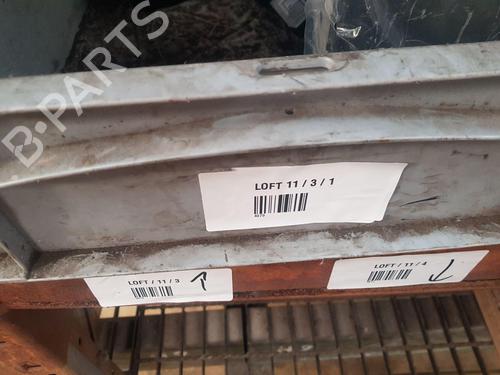 B-PARTS
LOFT 11 / 3 / 1
LOFT / 11 / 3
LOFT / 11 / 4